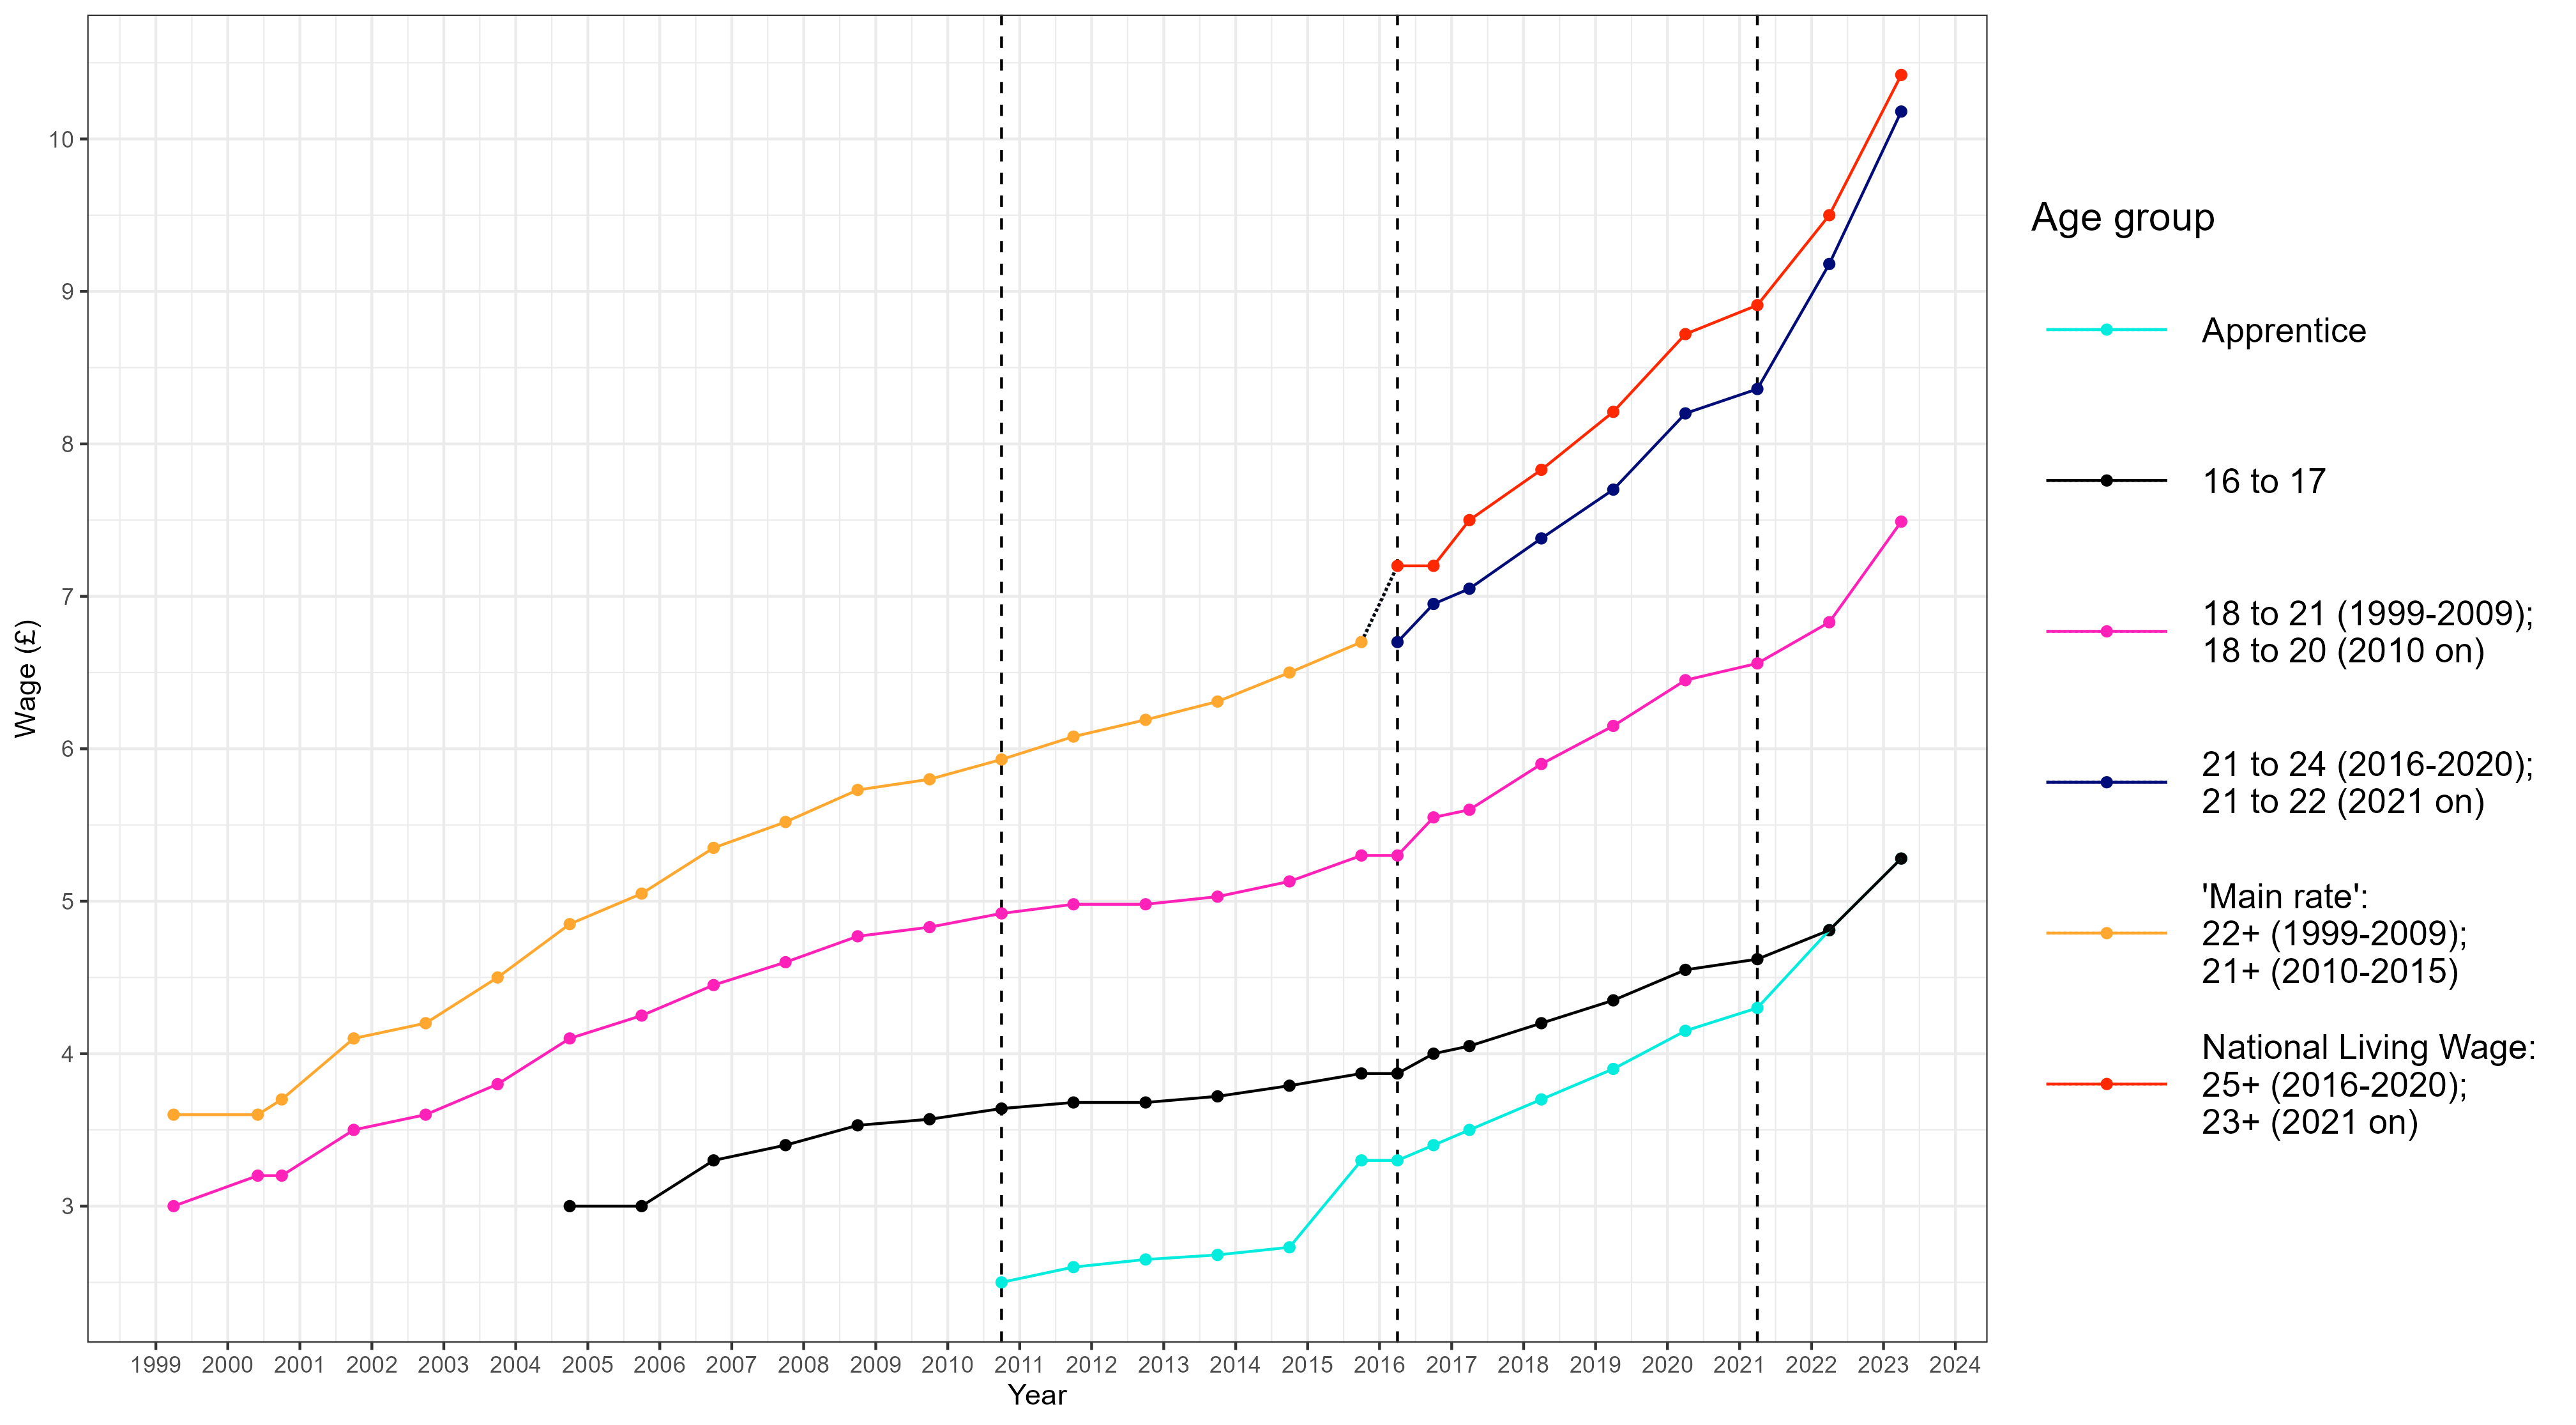 10
9
8
7
6
5
4
3
Wage (£)
1999 2000 2001 2002 2003 2004 2005 2006 2007 2008 2009 2010 2011 2012 2013 2014 2015 2016 2017 2018 2019 2020 2021 2022 2023 2024
Year
Age group
Apprentice
16 to 17
18 to 21 (1999-2009);
18 to 20 (2010 on)
21 to 24 (2016-2020);
21 to 22 (2021 on)
'Main rate':
22+ (1999-2009);
21+ (2010-2015)
National Living Wage:
25+ (2016-2020);
23+ (2021 on)